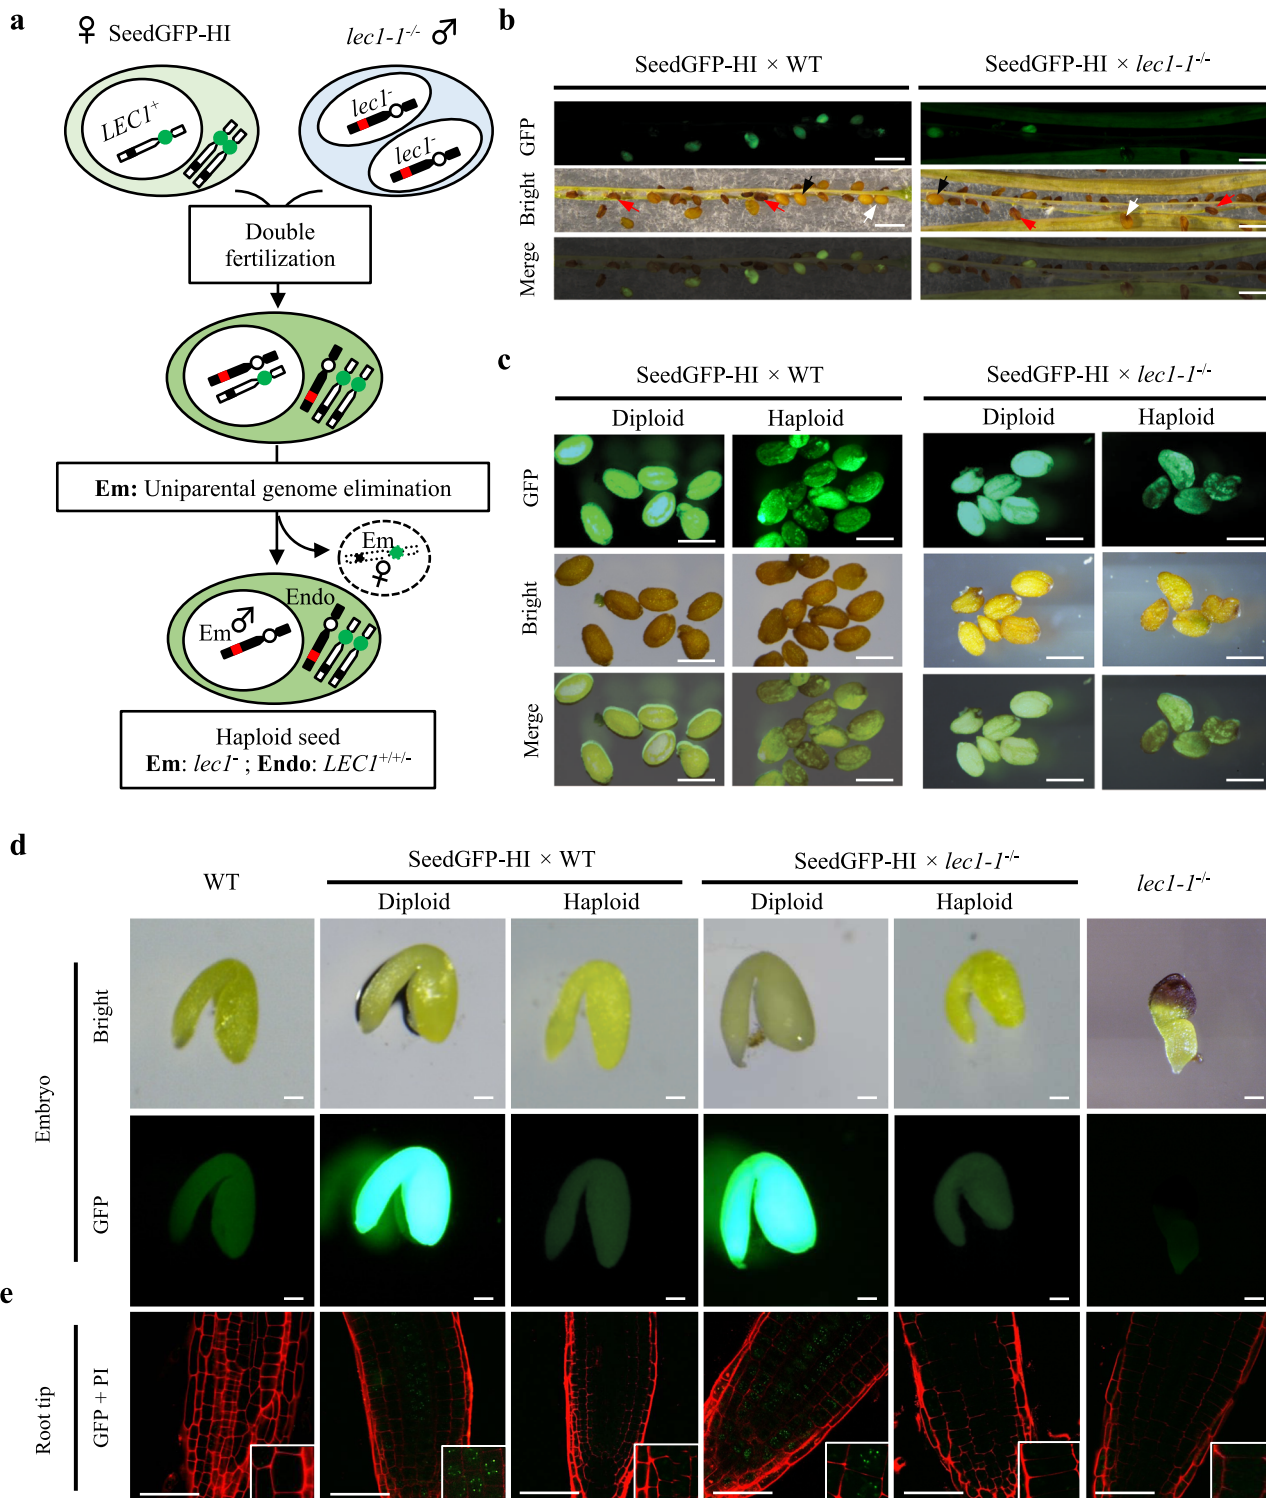 a
♀ SeedGFP-HI
lec1-1-/- ♂
LEC1+
lec1-
lec1-
Double
fertilization
Em: Uniparental genome elimination
Em
♀
Endo
Em ♂
Haploid seed
Em: lec1- ; Endo: LEC1+/+/-
b
SeedGFP-HI × WT
SeedGFP-HI × lec1-1-/-
GFP
Bright
Merge
c
SeedGFP-HI × WT
SeedGFP-HI × lec1-1-/-
Diploid
Haploid
Diploid
Haploid
GFP
Bright
Merge
d
WT
SeedGFP-HI × WT
SeedGFP-HI × lec1-1-/-
lec1-1-/-
Diploid
Haploid
Diploid
Haploid
Embryo
Bright
GFP
e
Root tip
GFP + PI